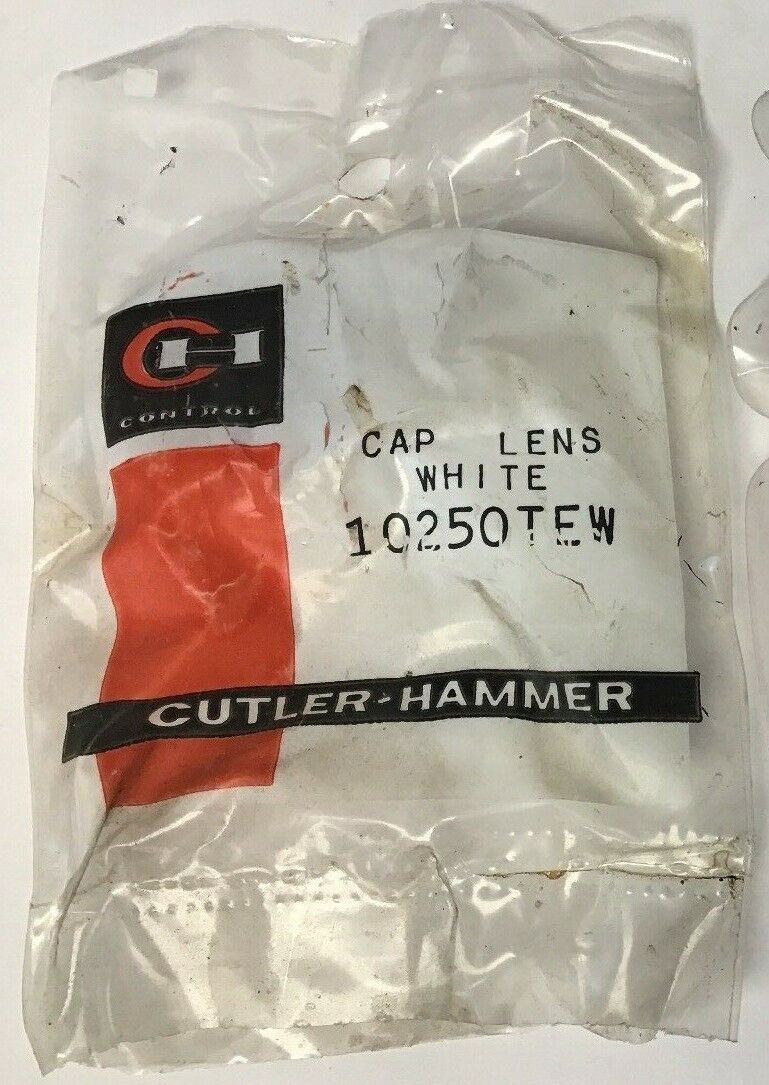 CH
CONTROL
CAP LENS
WHITE
10250TEW
CUTLER-HAMMER